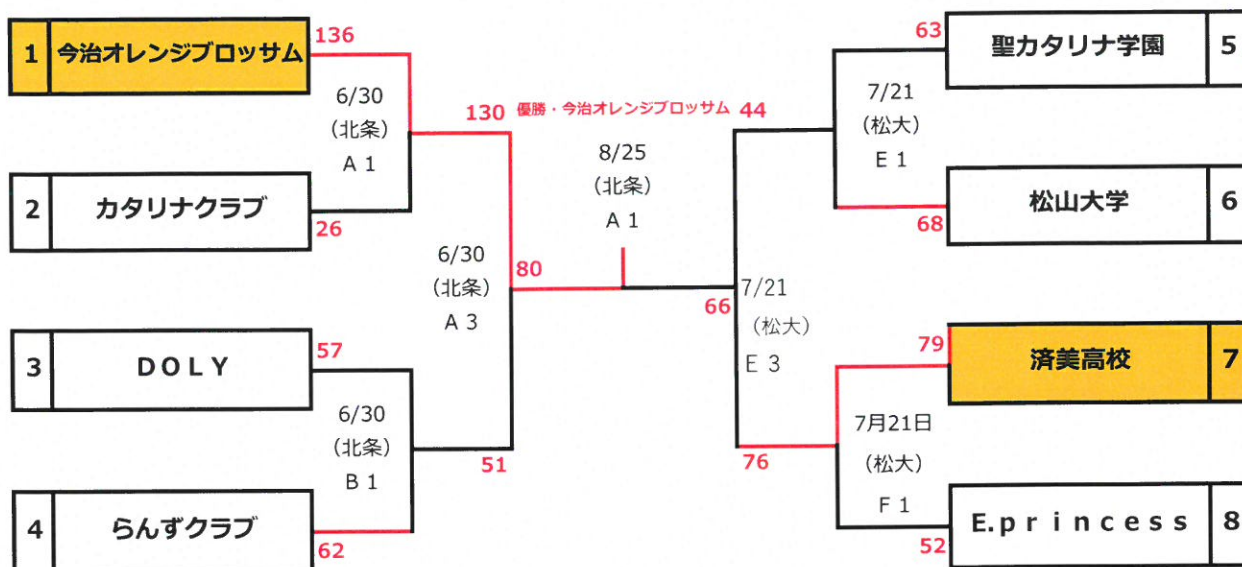 1 今治オレンジブロッサム
136
6/30
(北条)
A 1
2 カタリナクラブ
26
130
優勝・今治オレンジブロッサム
44
8/25
(北条)
A 1
6/30
(北条)
A 3
80
66
3 DOLY
57
6/30
(北条)
B 1
51
4 らんずクラブ
62
63
聖カタリナ学園 5
7/21
(松大)
E 1
68
松山大学 6
7/21
(松大)
E 3
79
済美高校 7
76
7月21日
(松大)
F 1
52
E.princess 8